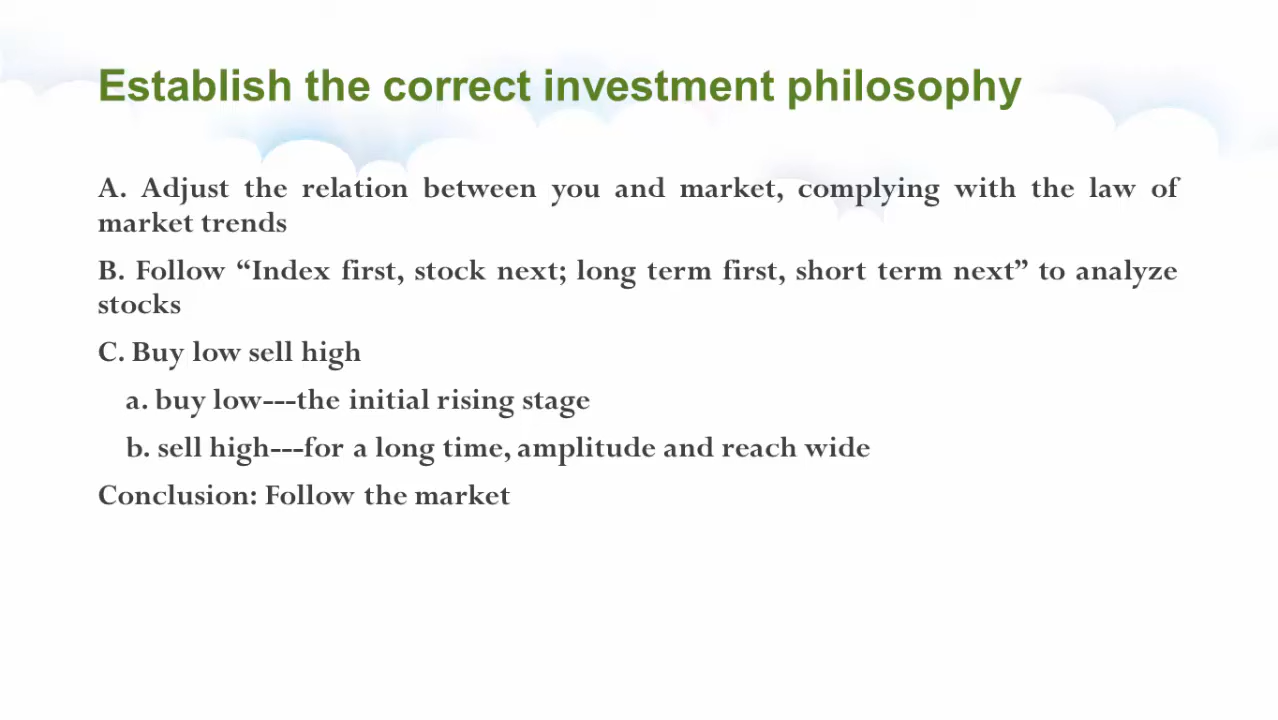 Establish the correct investment philosophy
A. Adjust the relation between you and market, complying with the law of
market trends
B. Follow “Index first, stock next; long term first, short term next” to analyze
stocks
C. Buy low sell high
a. buy low---the initial rising stage
b. sell high---for a long time, amplitude and reach wide
Conclusion: Follow the market